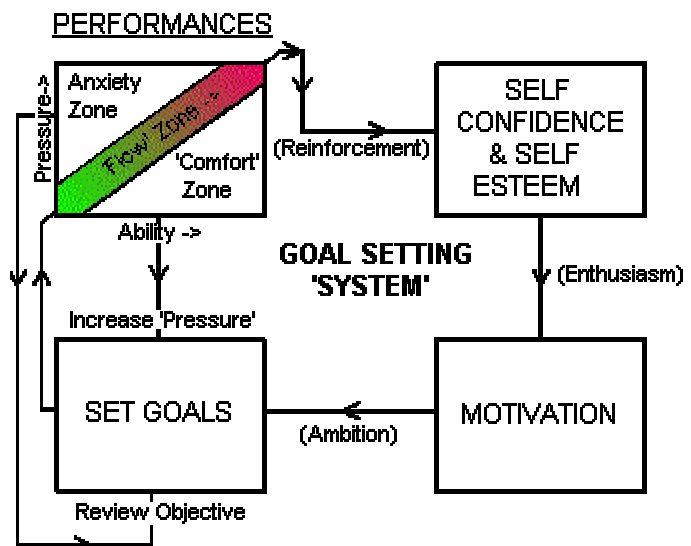 PERFORMANCES
Pressure->
Anxiety
Zone
'Flow' Zone ->
'Comfort'
Zone
Ability ->
(Reinforcement)
SELF
CONFIDENCE
& SELF
ESTEEM
GOAL SETTING
'SYSTEM'
(Enthusiasm)
Increase 'Pressure'
SET GOALS
(Ambition)
MOTIVATION
Review Objective